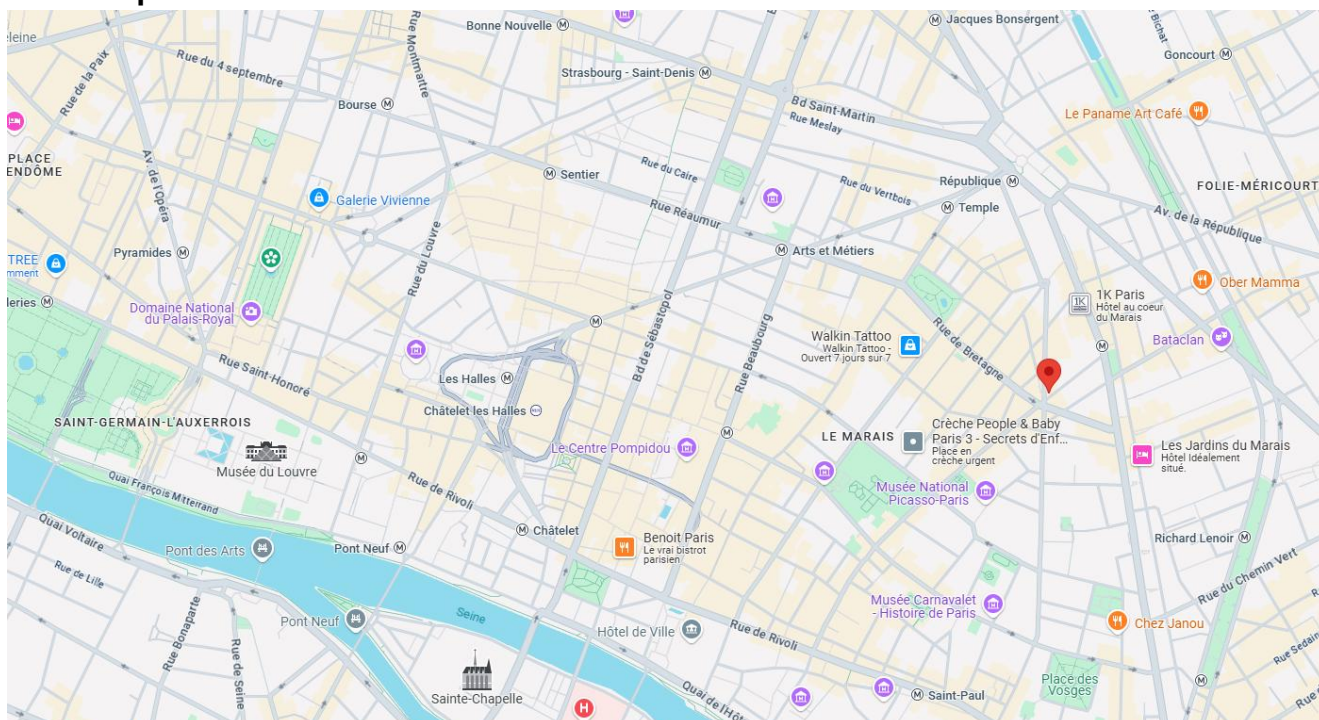 Bonne Nouvelle
Jacques Bonsergent
Rue Bichat
Goncourt
eleine
Rue de la Paix
Rue du 4 septembre
Rue Montmartre
Strasbourg - Saint-Denis
Bourse
Bd Saint-Martin
Rue Meslay
Le Paname Art Café
PLACE
ENDÔME
Av. de l'Opéra
Sentier
Rue du Caire
Rue du Vertbois
République
Temple
FOLIE-MÉRICOURT
Galerie Vivienne
Rue Réaumur
Av. de la République
Pyramides
Rue du Louvre
Arts et Métiers
TREE
mment
Ober Mamma
leries
Domaine National
du Palais-Royal
Bd de Sébastopol
1K
1K Paris
Hôtel au coeur
du Marais
Rue de Bretagne
Bataclan
Walkin Tattoo
Walkin Tattoo -
Ouvert 7 jours sur 7
Rue Beaubourg
Rue Saint-Honoré
Les Halles
Châtelet les Halles
SAINT-GERMAIN-L'AUXERROIS
Musée du Louvre
Le Centre Pompidou
LE MARAIS
Crèche People & Baby
Paris 3 - Secrets d'Enf...
Place en
crèche urgent
Les Jardins du Marais
Hôtel Idéalement
situé.
Musée National
Picasso-Paris
Quai François Mitterrand
Rue de Rivoli
Quai Voltaire
Châtelet
Pont des Arts
Pont Neuf
Benoit Paris
Le vrai bistrot
parisien
Richard Lenoir
Rue du Chemin Vert
Rue de Lille
Rue Bonaparte
Rue de Seine
Pont Neuf
Seine
Hôtel de Ville
Rue de Rivoli
Musée Carnavalet
- Histoire de Paris
Chez Janou
Rue Sedain
Sainte-Chapelle
H
Quai de l'Hôt
Saint-Paul
Place des
Vosges